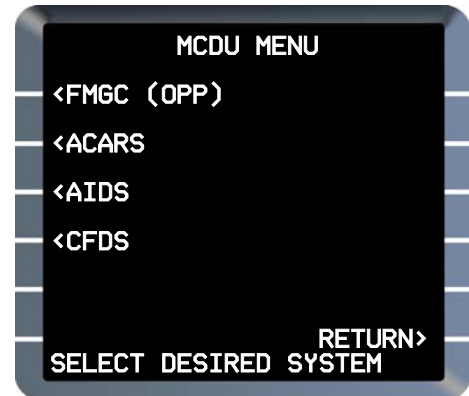 MCDU MENU
<FMGC (OPP)
<ACARS
<AIDS
<CFDS
RETURN>
SELECT DESIRED SYSTEM